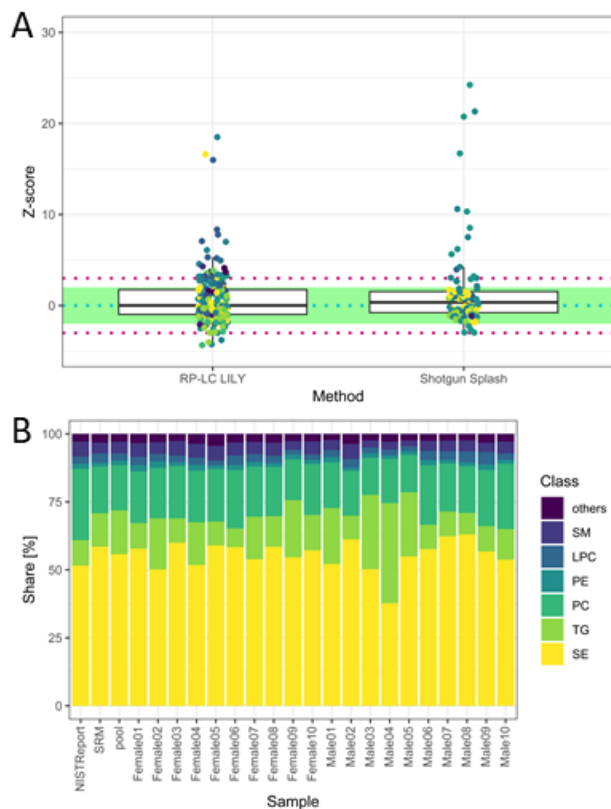 A
30
20
10
0
Z-score
RP-LC LILY
Shotgun Splash
Method
B
100
75
50
25
0
Share [%]
NISTReport
SRM
pool
Female01
Female02
Female03
Female04
Female05
Female06
Female07
Female08
Female09
Female10
Male01
Male02
Male03
Male04
Male05
Male06
Male07
Male08
Male09
Male10
Sample
Class
others
SM
LPC
PE
PC
TG
SE